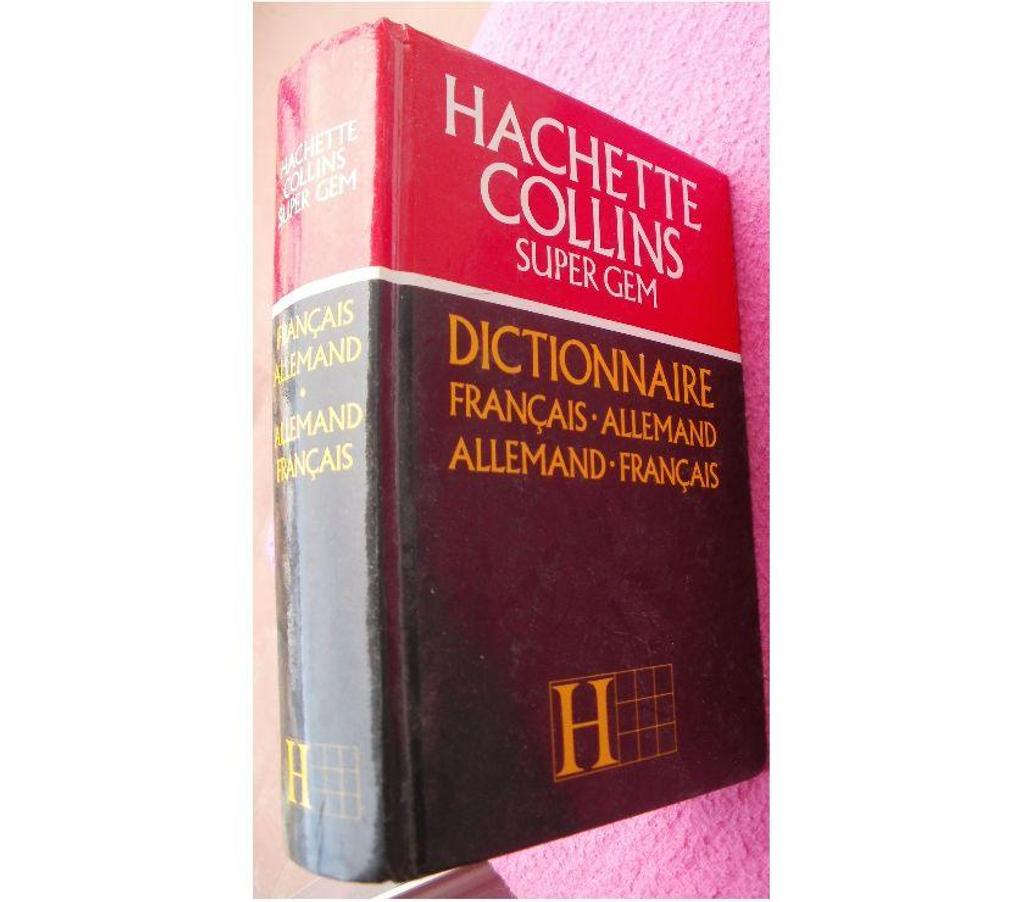 HACHETTE
COLLINS
SUPER GEM
FRANÇAIS
ALLEMAND
·
ALLEMAND
FRANÇAIS
H
HACHETTE
COLLINS
SUPER GEM
DICTIONNAIRE
FRANÇAIS · ALLEMAND
ALLEMAND · FRANÇAIS
H